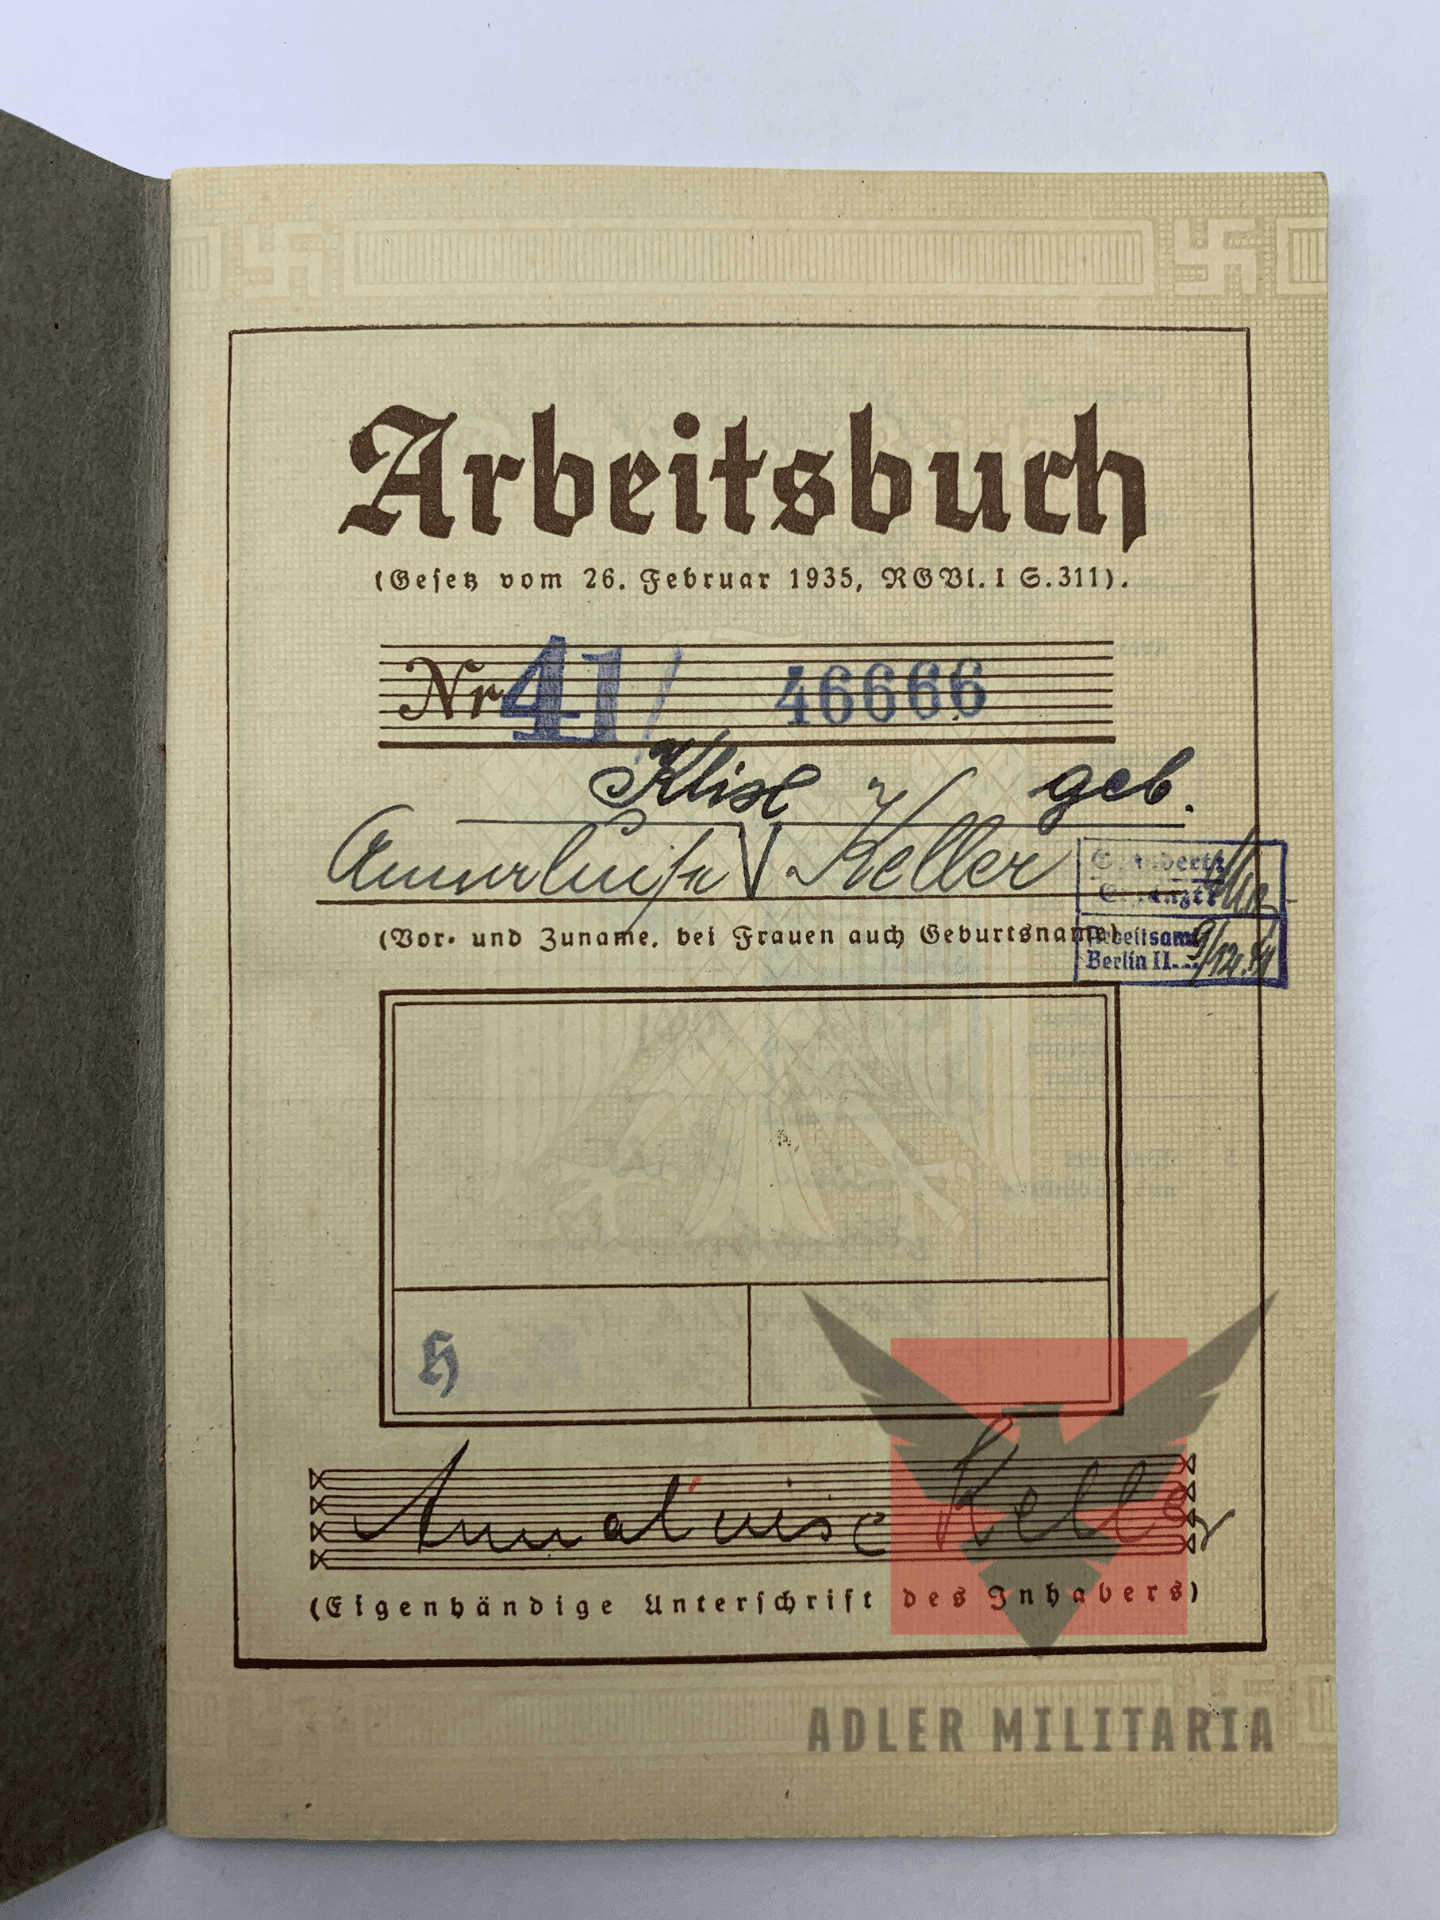 Arbeitsbuch
(Gesetz vom 26. Februar 1935, RGBl. I S. 311).
Nr 41/ 46666
geb.
Keller
(Vor- und Zuname, bei Frauen auch Geburtsname)
Arbeitsamt
Berlin II.
H
Annaluise Keller
(Eigenhändige Unterschrift des Inhabers)
ADLER MILITARIA